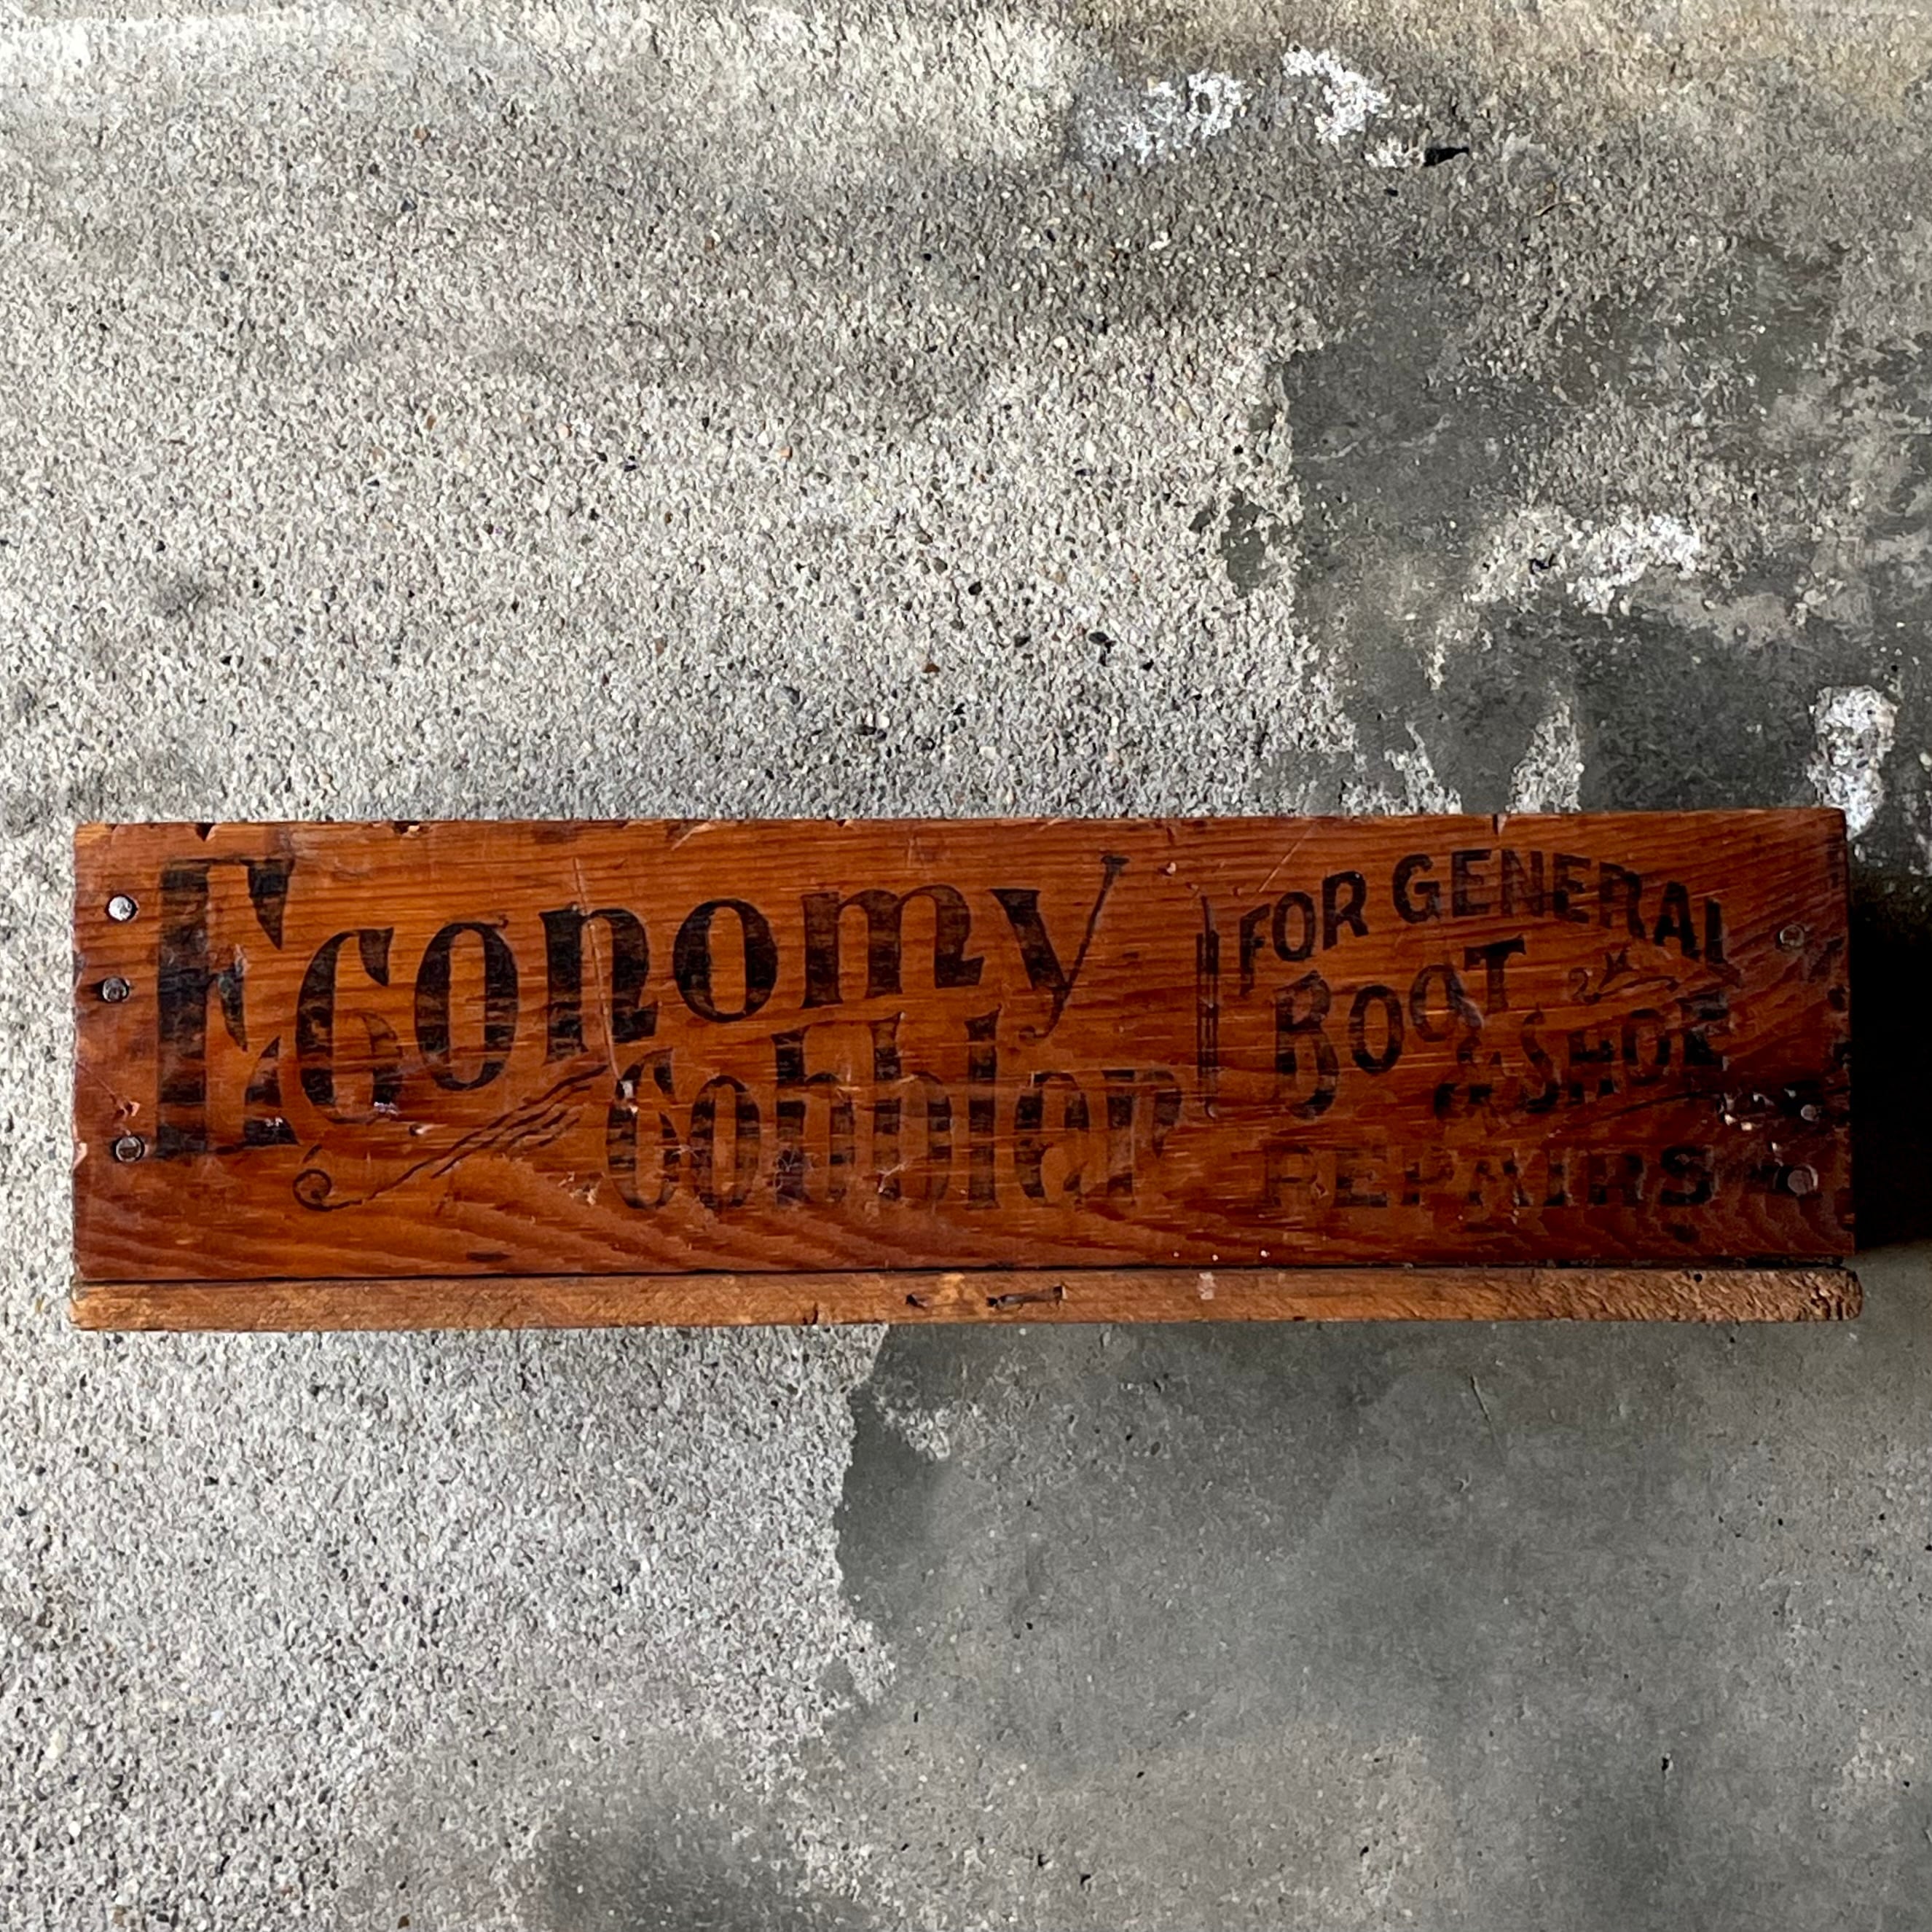 Economy
Cobbler
FOR GENERAL
BOOT
& SHOE
REPAIRS